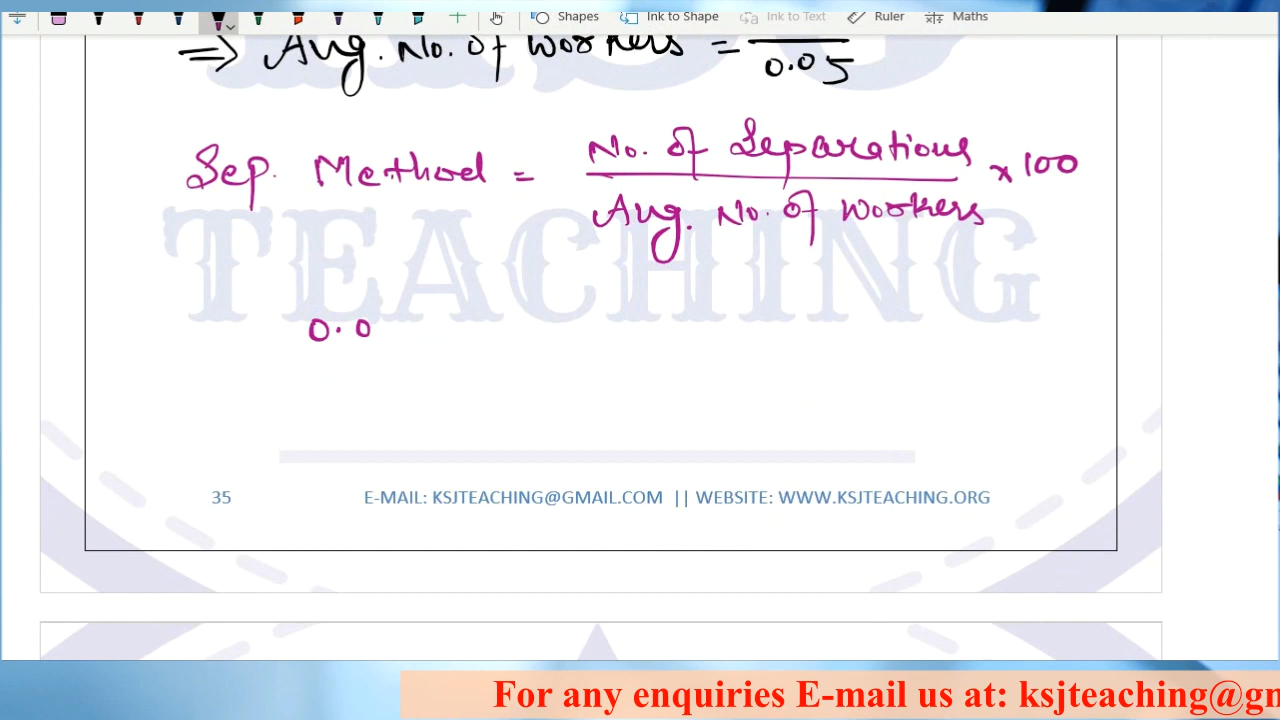 Shapes Ink to Shape Ink to Text Ruler Maths
=> Avg. No. of Workers = 0.05
Sep. Method = No. of Separations / Avg. No. of Workers × 100
TEACHING
0.0
35 E-MAIL: KSJTEACHING@GMAIL.COM || WEBSITE: WWW.KSJTEACHING.ORG
For any enquiries E-mail us at: ksjteaching@gm